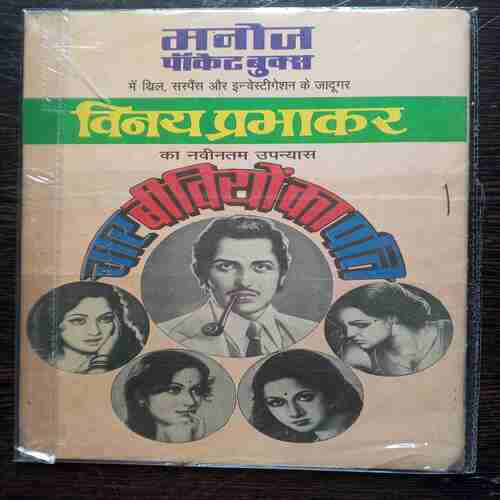 मनोज
पॉकेट बुक्स
में थ्रिल, सस्पैंस और इन्वेस्टीगेशन के जादूगर
विनय प्रभाकर
का नवीनतम उपन्यास
चार बीवियों का पति